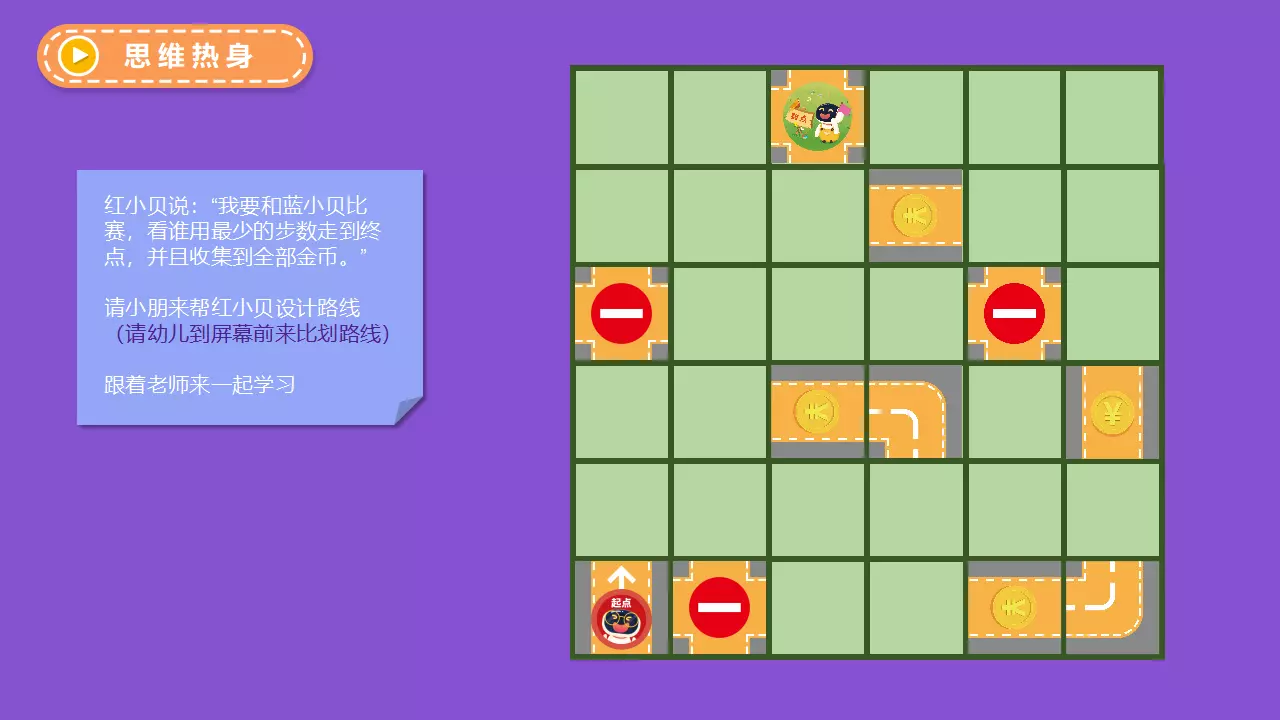 思维热身
红小贝说：“我要和蓝小贝比
赛，看谁用最少的步数走到终
点，并且收集到全部金币。”
请小朋来帮红小贝设计路线
（请幼儿到屏幕前来比划路线）
跟着老师来一起学习
起点